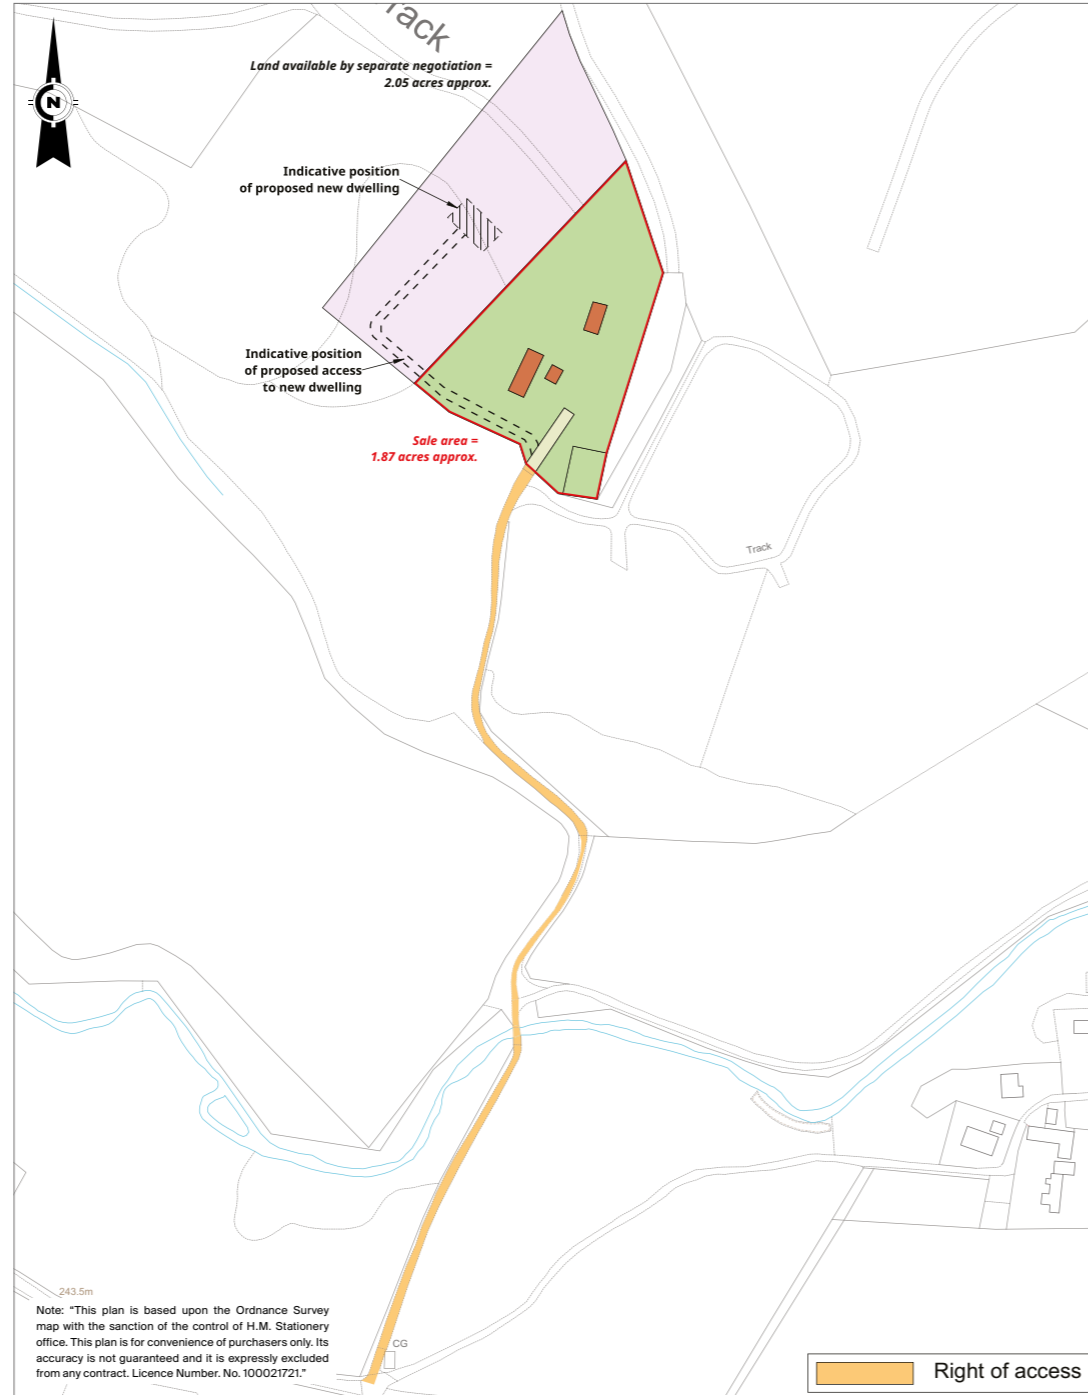 Track
N
Land available by separate negotiation =
2.05 acres approx.
Indicative position
of proposed new dwelling
Indicative position
of proposed access
to new dwelling
Sale area =
1.87 acres approx.
Track
243.5m
Note: “This plan is based upon the Ordnance Survey
map with the sanction of the control of H.M. Stationery
office. This plan is for convenience of purchasers only. Its
accuracy is not guaranteed and it is expressly excluded
from any contract. Licence Number. No. 100021721.”
CG
Right of access